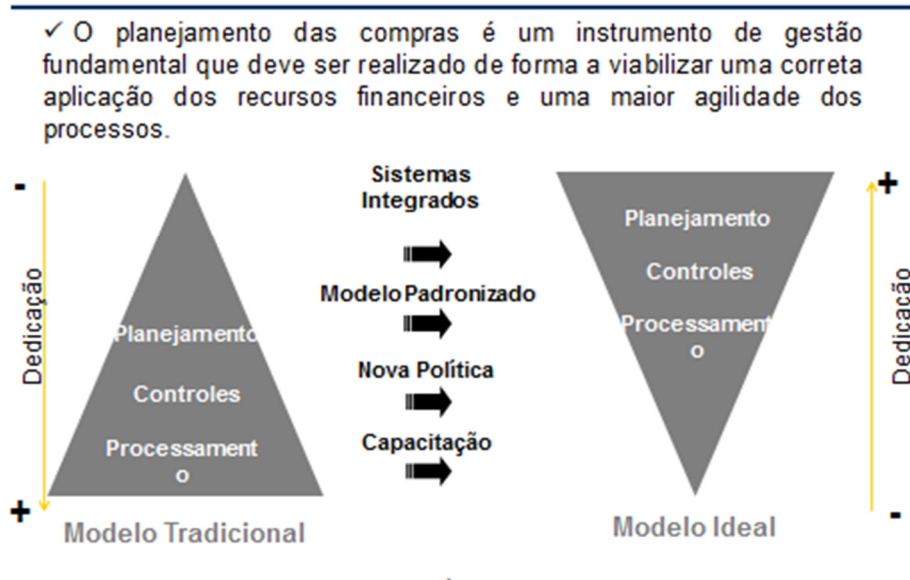 ✓ O planejamento das compras é um instrumento de gestão
fundamental que deve ser realizado de forma a viabilizar uma correta
aplicação dos recursos financeiros e uma maior agilidade dos
processos.
-
Dedicação
+
Planejamento
Controles
Processament
o
Modelo Tradicional
Sistemas
Integrados
Modelo Padronizado
Nova Política
Capacitação
Planejamento
Controles
Processament
o
Modelo Ideal
+
Dedicação
-